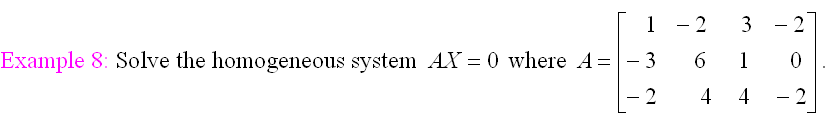 Example 8: Solve the homogeneous system AX = 0 where A = [ 1 − 2 3 − 2
− 3 6 1 0
− 2 4 4 − 2 ].